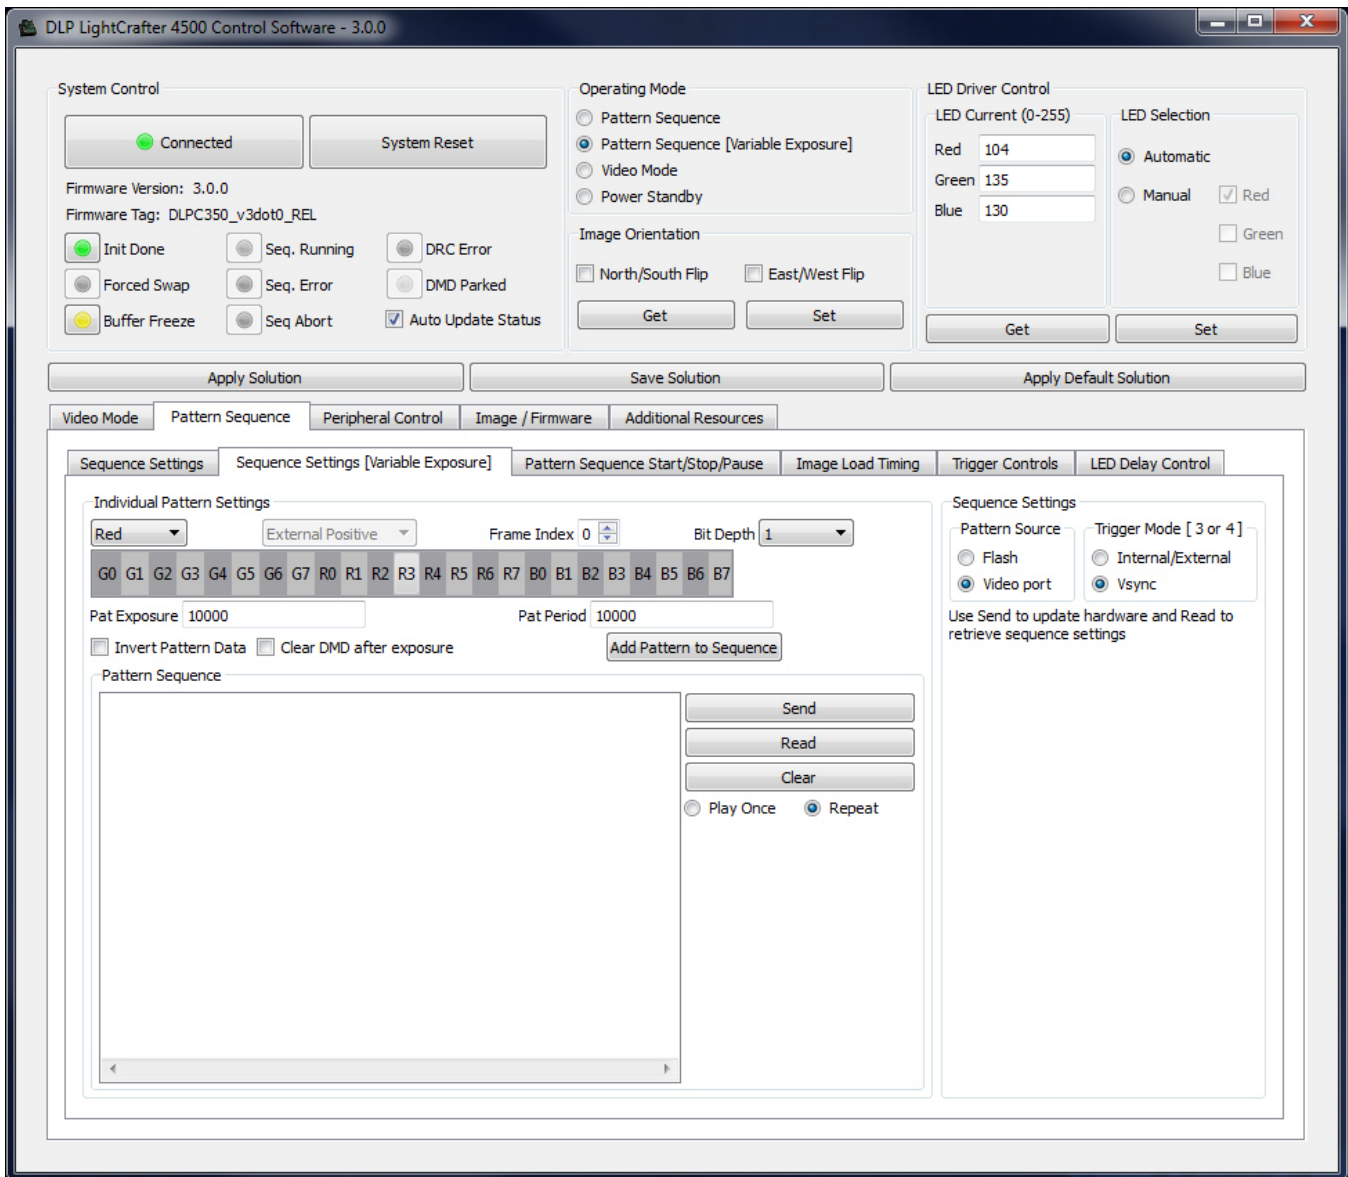 DLP LightCrafter 4500 Control Software - 3.0.0
System Control
Connected
System Reset
Firmware Version: 3.0.0
Firmware Tag: DLPC350_v3dot0_REL
Init Done
Seq. Running
DRC Error
Forced Swap
Seq. Error
DMD Parked
Buffer Freeze
Seq Abort
Auto Update Status
Operating Mode
Pattern Sequence
Pattern Sequence [Variable Exposure]
Video Mode
Power Standby
Image Orientation
North/South Flip
East/West Flip
Get
Set
LED Driver Control
LED Current (0-255)
Red 104
Green 135
Blue 130
LED Selection
Automatic
Manual
Red
Green
Blue
Get
Set
Apply Solution
Save Solution
Apply Default Solution
Video Mode
Pattern Sequence
Peripheral Control
Image / Firmware
Additional Resources
Sequence Settings
Sequence Settings [Variable Exposure]
Pattern Sequence Start/Stop/Pause
Image Load Timing
Trigger Controls
LED Delay Control
Individual Pattern Settings
Red
External Positive
Frame Index 0
Bit Depth 1
G0 G1 G2 G3 G4 G5 G6 G7 R0 R1 R2 R3 R4 R5 R6 R7 B0 B1 B2 B3 B4 B5 B6 B7
Pat Exposure 10000
Pat Period 10000
Invert Pattern Data
Clear DMD after exposure
Add Pattern to Sequence
Pattern Sequence
Send
Read
Clear
Play Once
Repeat
Sequence Settings
Pattern Source
Flash
Video port
Trigger Mode [ 3 or 4 ]
Internal/External
Vsync
Use Send to update hardware and Read to
retrieve sequence settings